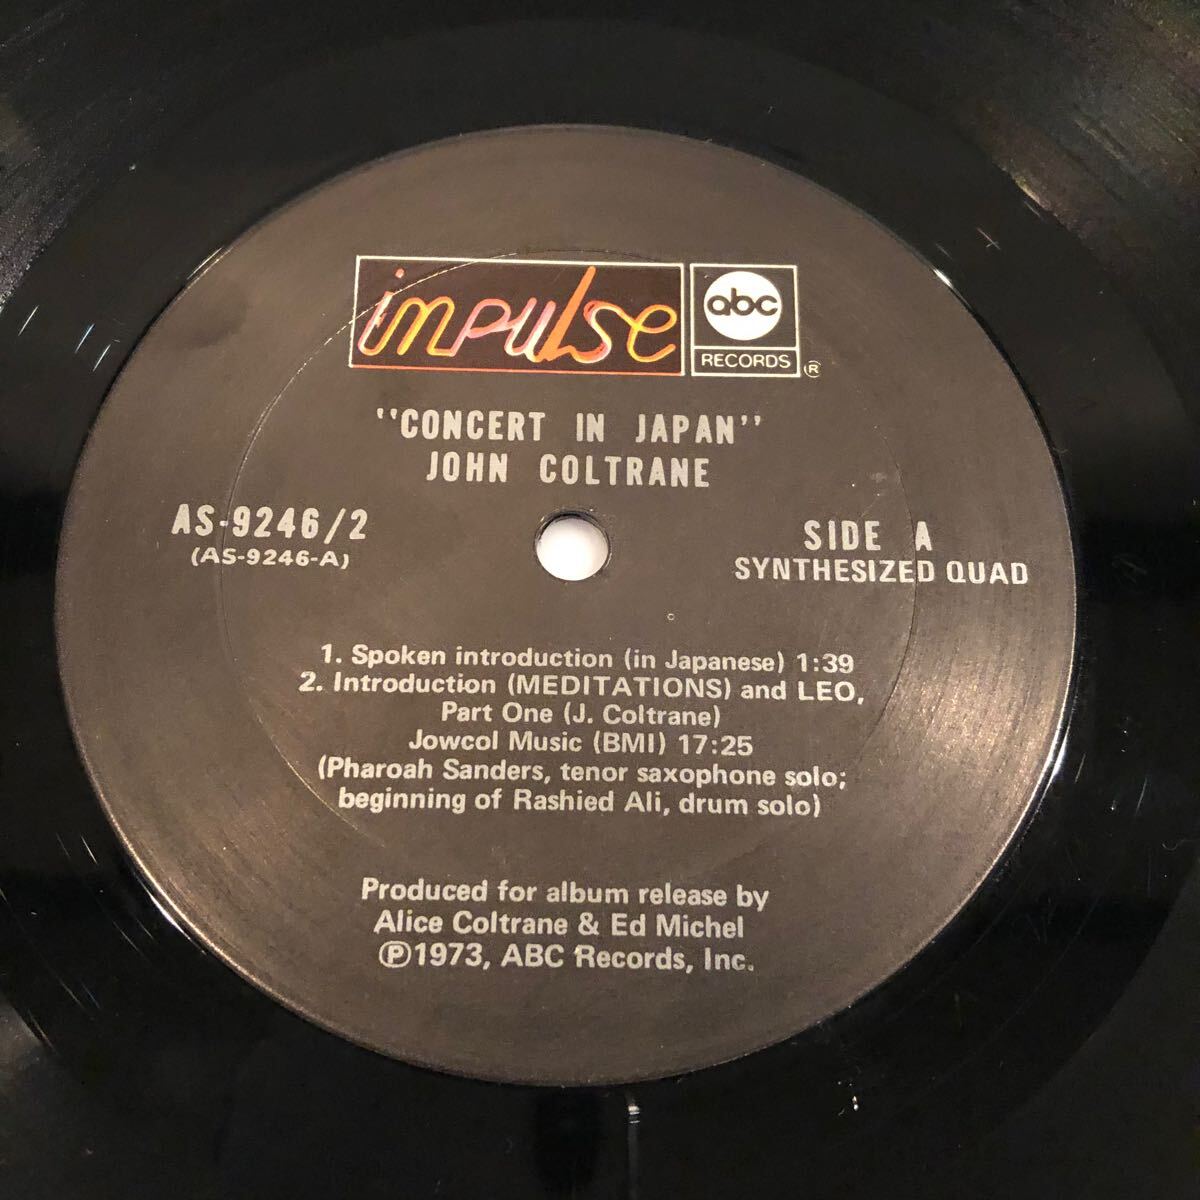 impulse
abc
RECORDS
®
"CONCERT IN JAPAN"
JOHN COLTRANE
AS-9246/2
(AS-9246-A)
SIDE A
SYNTHESIZED QUAD
1. Spoken introduction (in Japanese) 1:39
2. Introduction (MEDITATIONS) and LEO,
Part One (J. Coltrane)
Jowcol Music (BMI) 17:25
(Pharoah Sanders, tenor saxophone solo;
beginning of Rashied Ali, drum solo)
Produced for album release by
Alice Coltrane & Ed Michel
Ⓟ1973, ABC Records, Inc.